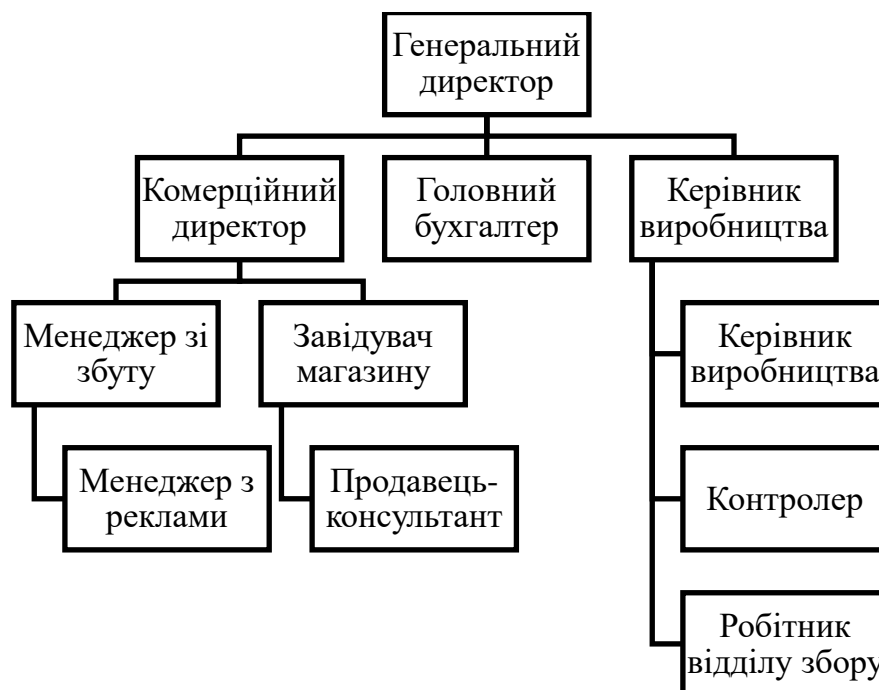 Генеральний
директор
Комерційний
директор
Головний
бухгалтер
Керівник
виробництва
Менеджер зі
збуту
Завідувач
магазину
Керівник
виробництва
Менеджер з
реклами
Продавець-
консультант
Контролер
Робітник
відділу збору